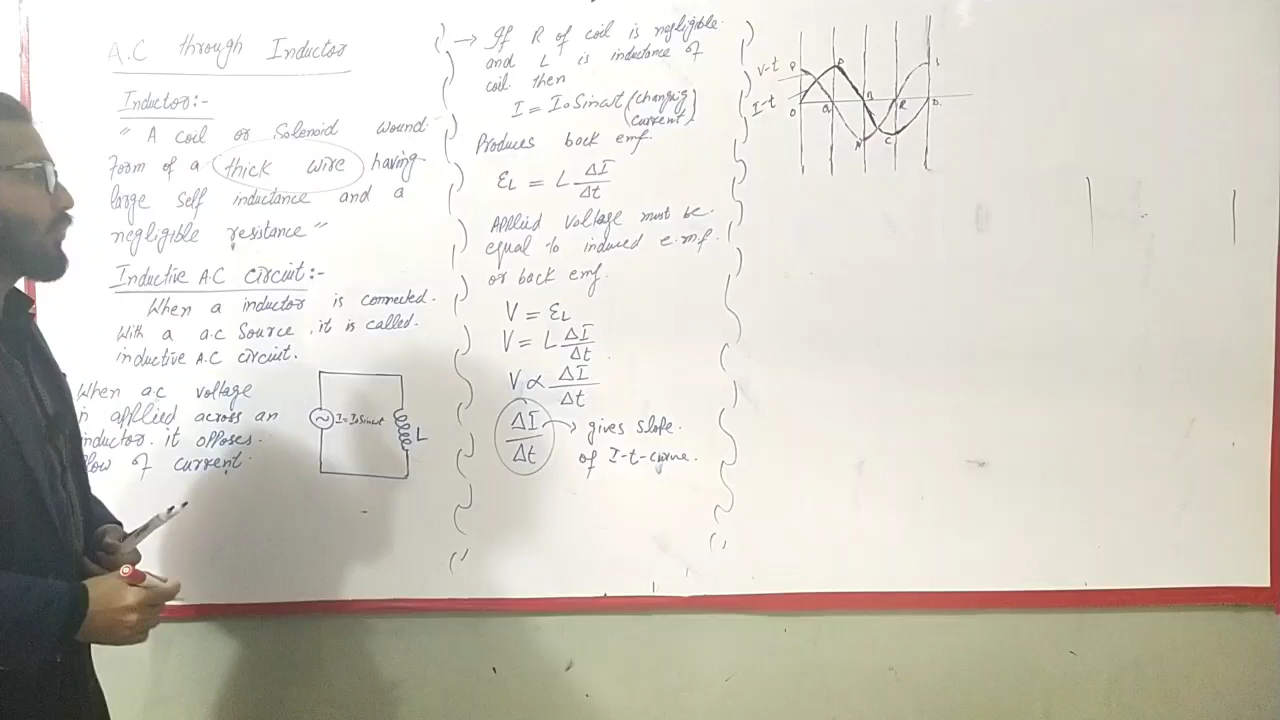 A.C through Inductor
Inductor:-
" A coil or Solenoid wound
form of a thick wire having
large self inductance and a
negligible resistance"
Inductive A.C circuit:-
When a inductor is connected.
With a a.c Source, it is called.
inductive A.C circuit.
When a.c voltage
is applied across an
inductor. it opposes.
flow of current.
I=I₀Sinωt
L
→ If R of coil is negligible.
and L is inductance of
coil then
I = I₀ Sinωt (changing
current)
Produces back emf.
εL = L ΔI/Δt
Applied Voltage must be.
equal to induced e.m.f.
or back emf.
V = εL
V = L ΔI/Δt
V ∝ ΔI/Δt
ΔI/Δt → gives slope.
of I-t-curve.
V-t
I-t
P
O
A
Q
B
N
R
C
D